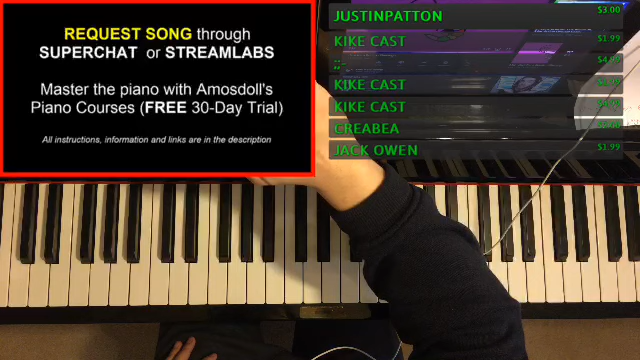 REQUEST SONG through
SUPERCHAT or STREAMLABS
Master the piano with Amosdoll's
Piano Courses (FREE 30-Day Trial)
All instructions, information and links are in the description
JUSTINPATTON $3.00
KIKE CAST $1.99
KIKE CAST
KIKE CAST
CREABEA
JACK OWEN $1.99